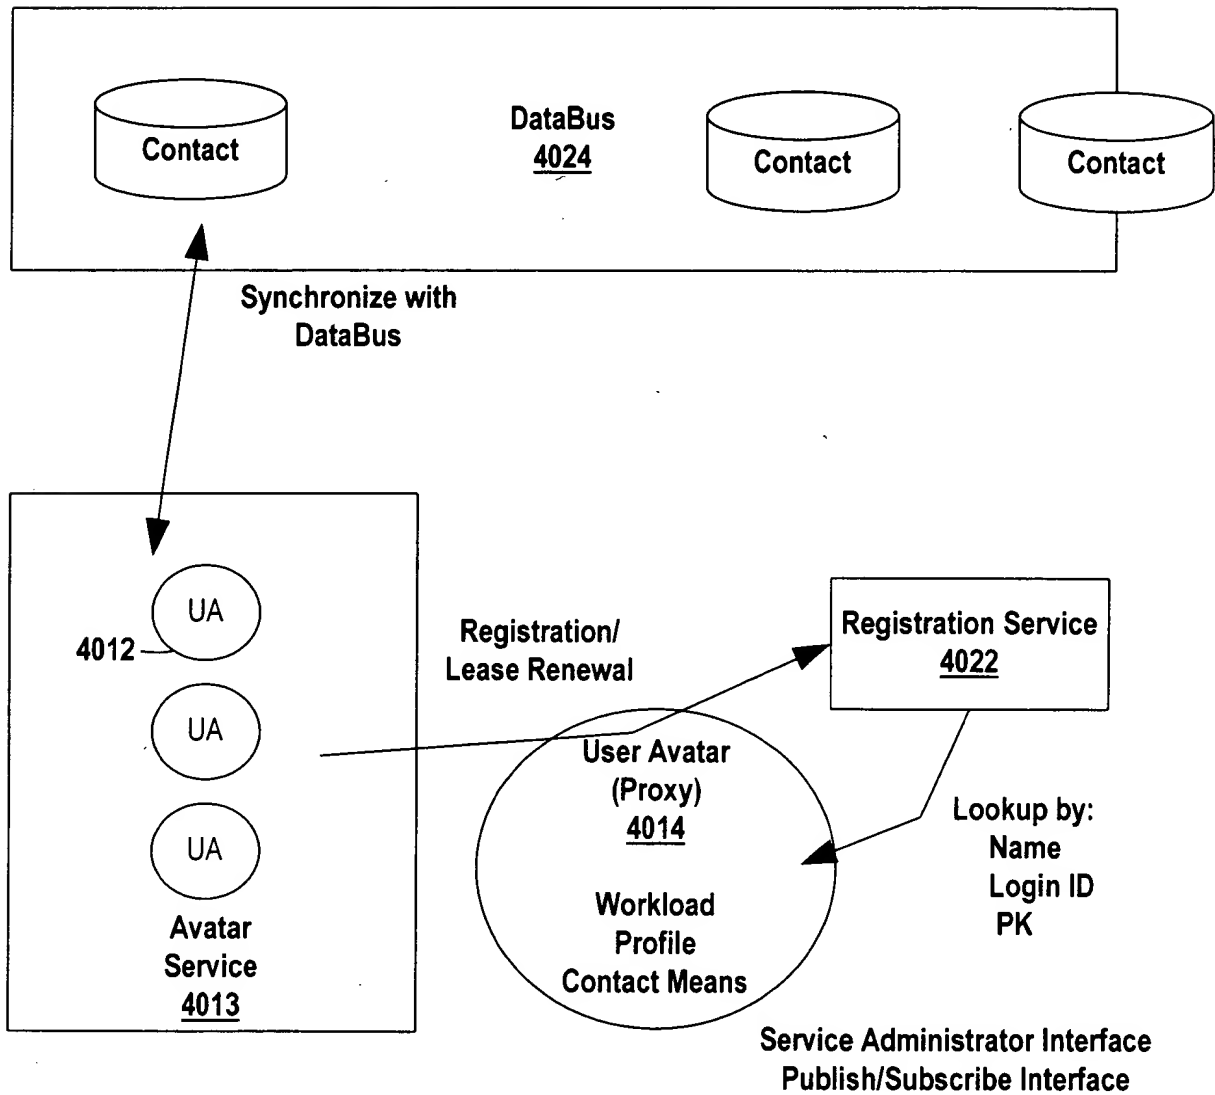 Contact
DataBus
4024
Contact
Contact
Synchronize with
DataBus
UA
4012
UA
UA
Avatar
Service
4013
Registration/
Lease Renewal
Registration Service
4022
User Avatar
(Proxy)
4014
Workload
Profile
Contact Means
Lookup by:
Name
Login ID
PK
Service Administrator Interface
Publish/Subscribe Interface